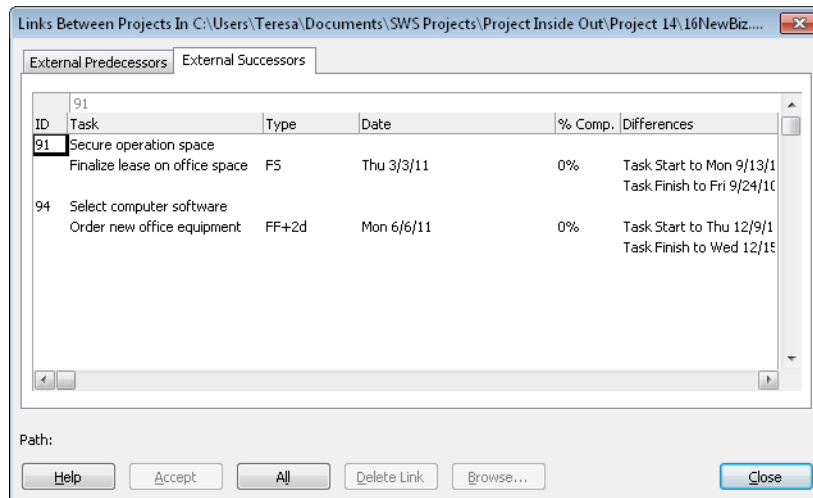 Links Between Projects In C:\Users\Teresa\Documents\SWS Projects\Project Inside Out\Project 14\16NewBiz....
External Predecessors External Successors
91
ID Task Type Date % Comp. Differences
91 Secure operation space
Finalize lease on office space FS Thu 3/3/11 0% Task Start to Mon 9/13/1
Task Finish to Fri 9/24/10
94 Select computer software
Order new office equipment FF+2d Mon 6/6/11 0% Task Start to Thu 12/9/1
Task Finish to Wed 12/15
Path:
Help Accept All Delete Link Browse... Close